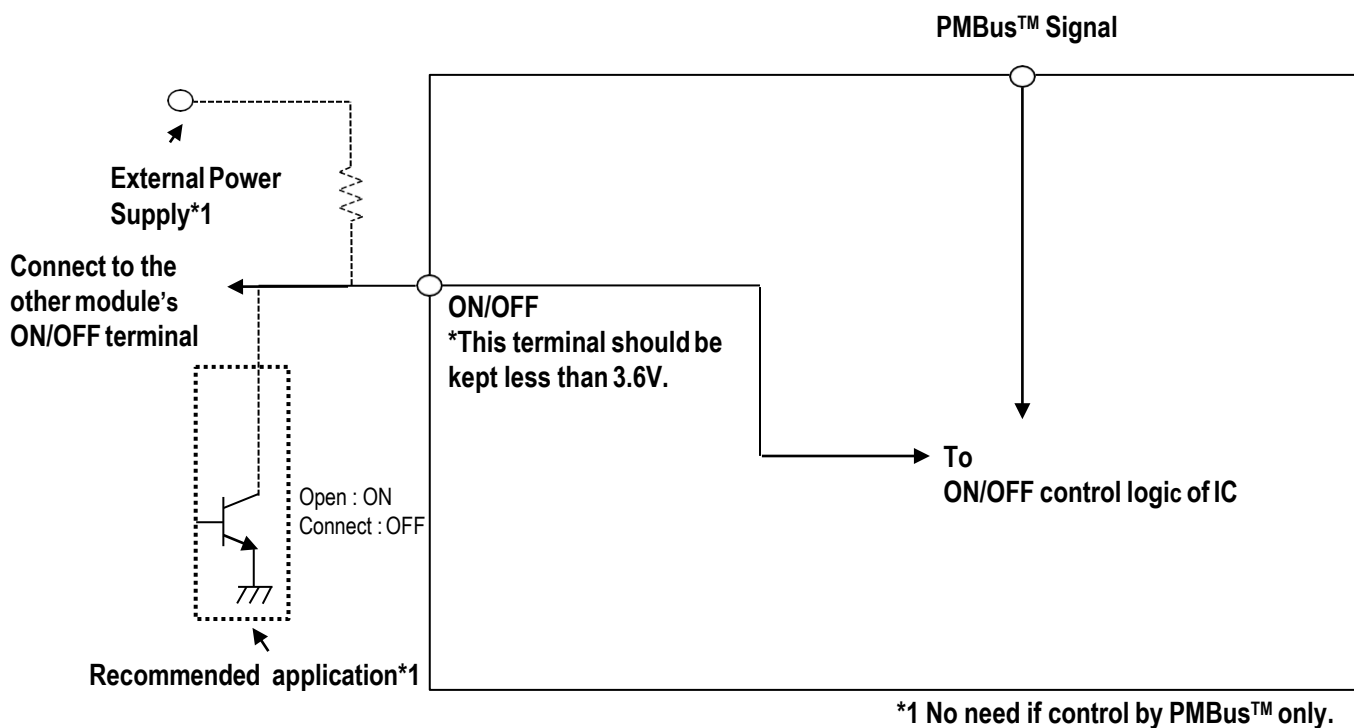 PMBus™ Signal
External Power
Supply*1
Connect to the
other module's
ON/OFF terminal
ON/OFF
*This terminal should be
kept less than 3.6V.
To
ON/OFF control logic of IC
Open : ON
Connect : OFF
Recommended application*1
*1 No need if control by PMBus™ only.